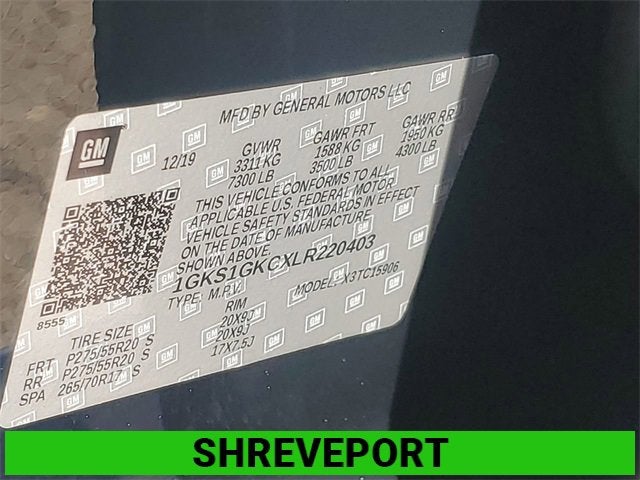 MFD BY GENERAL MOTORS LLC
GM
12/19
GVWR GAWR FRT GAWR RR
3311 KG 1588 KG 1950 KG
7300 LB 3500 LB 4300 LB
THIS VEHICLE CONFORMS TO ALL
APPLICABLE U.S. FEDERAL MOTOR
VEHICLE SAFETY STANDARDS IN EFFECT
ON THE DATE OF MANUFACTURE
SHOWN ABOVE.
1GKS1GKCXLR220403
TYPE: M.P.V. MODEL: X3TC15906
8555
TIRE SIZE RIM
FRT P275/55R20 S 20X9J
RR P275/55R20 S 20X9J
SPA 265/70R17 S 17X7.5J
SHREVEPORT